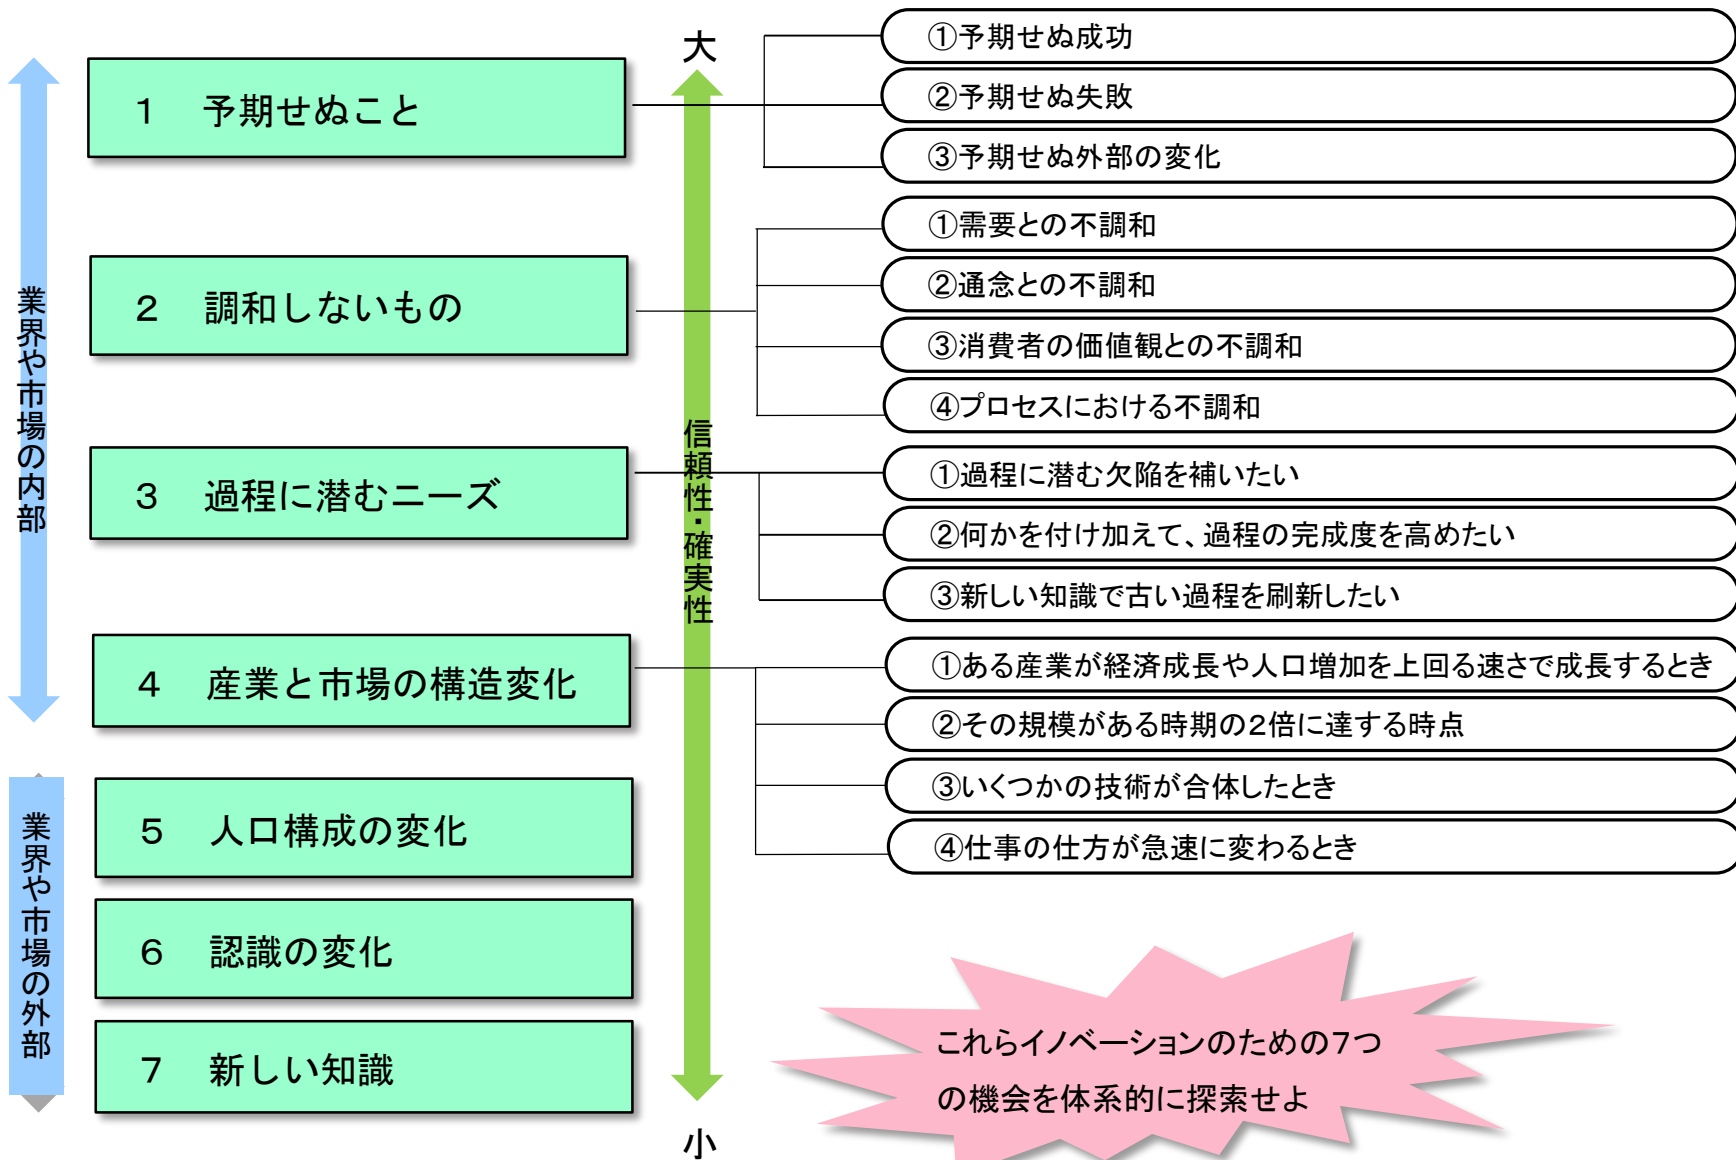 業界や市場の内部
業界や市場の外部
1 予期せぬこと
2 調和しないもの
3 過程に潜むニーズ
4 産業と市場の構造変化
5 人口構成の変化
6 認識の変化
7 新しい知識
大
信頼性・確実性
小
①予期せぬ成功
②予期せぬ失敗
③予期せぬ外部の変化
①需要との不調和
②通念との不調和
③消費者の価値観との不調和
④プロセスにおける不調和
①過程に潜む欠陥を補いたい
②何かを付け加えて、過程の完成度を高めたい
③新しい知識で古い過程を刷新したい
①ある産業が経済成長や人口増加を上回る速さで成長するとき
②その規模がある時期の2倍に達する時点
③いくつかの技術が合体したとき
④仕事の仕方が急速に変わるとき
これらイノベーションのための7つ
の機会を体系的に探索せよ